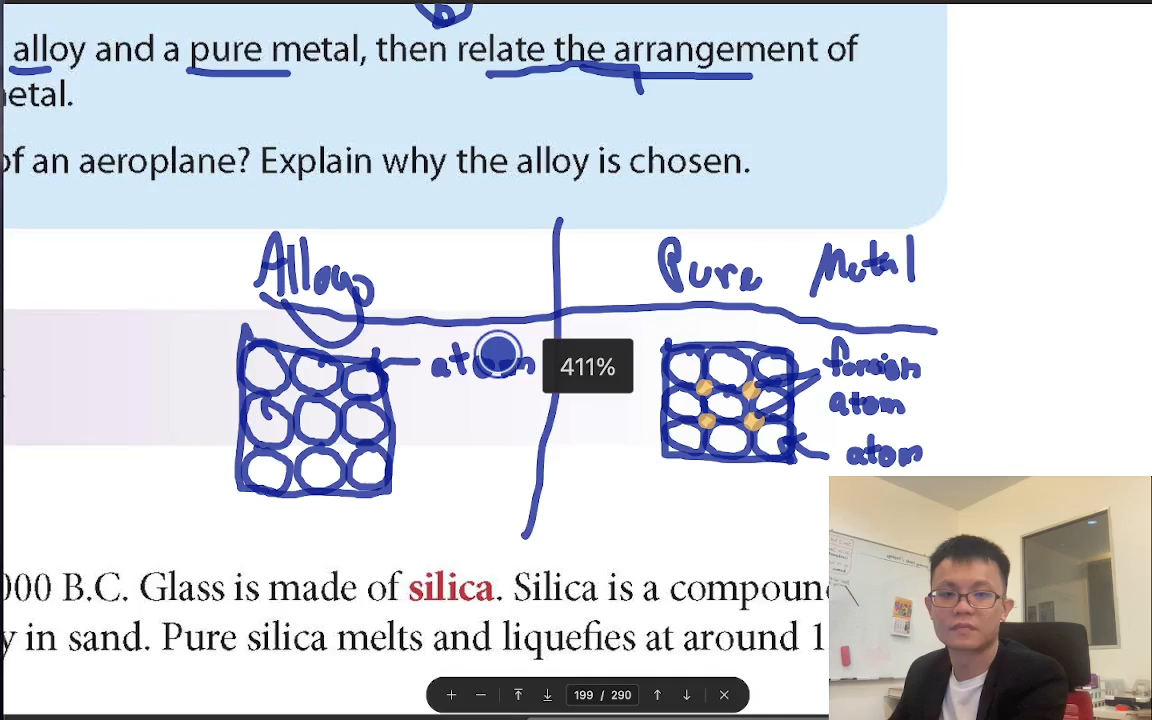 alloy and a pure metal, then relate the arrangement of
etal.
of an aeroplane? Explain why the alloy is chosen.
Alloy
Pure Metal
atom
411%
foreign
atom
atom
000 B.C. Glass is made of silica. Silica is a compoun
y in sand. Pure silica melts and liquefies at around 1
199 / 290